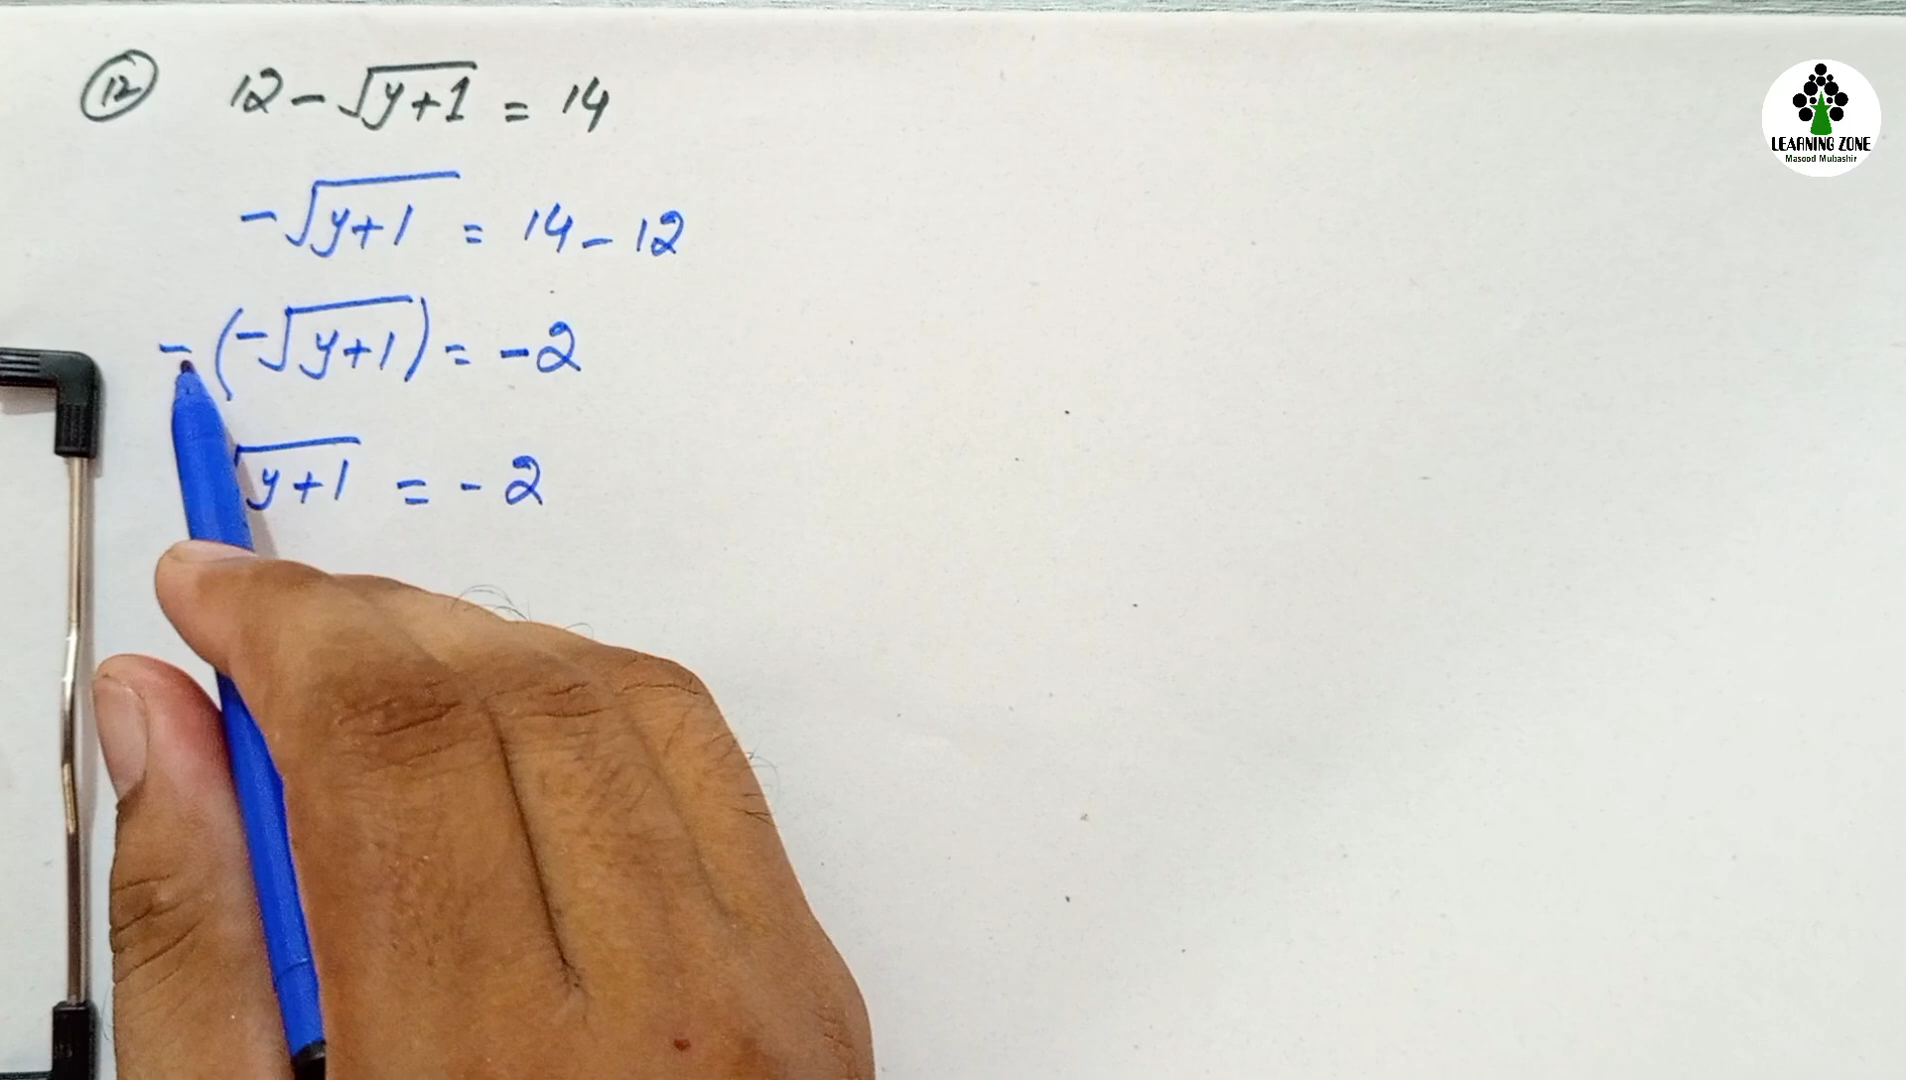 12 12 - √y+1 = 14
-√y+1 = 14 - 12
-(-√y+1) = -2
√y+1 = -2
LEARNING ZONE
Masood Mubashir